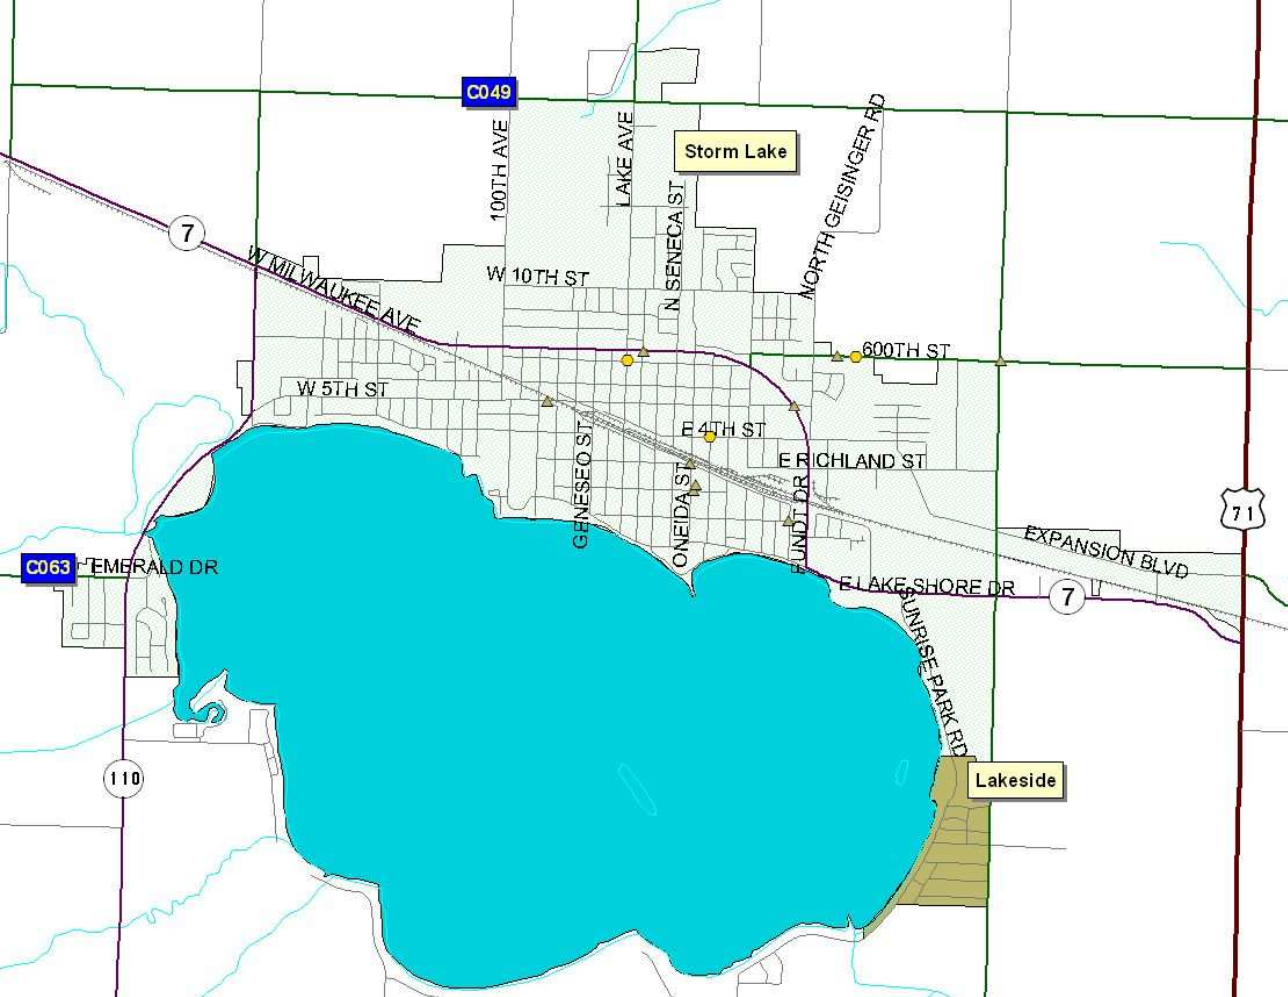 C049
NORTH GEISINGER RD
100TH AVE
LAKE AVE
Storm Lake
N SENECA ST
7
W MILWAUKEE AVE
W 10TH ST
600TH ST
W 5TH ST
E 4TH ST
GENESEO ST
E RICHLAND ST
ONEIDA ST
FUNDT DR
71
EXPANSION BLVD
C063
EMERALD DR
E LAKE SHORE DR
7
SUNRISE PARK RD
110
Lakeside